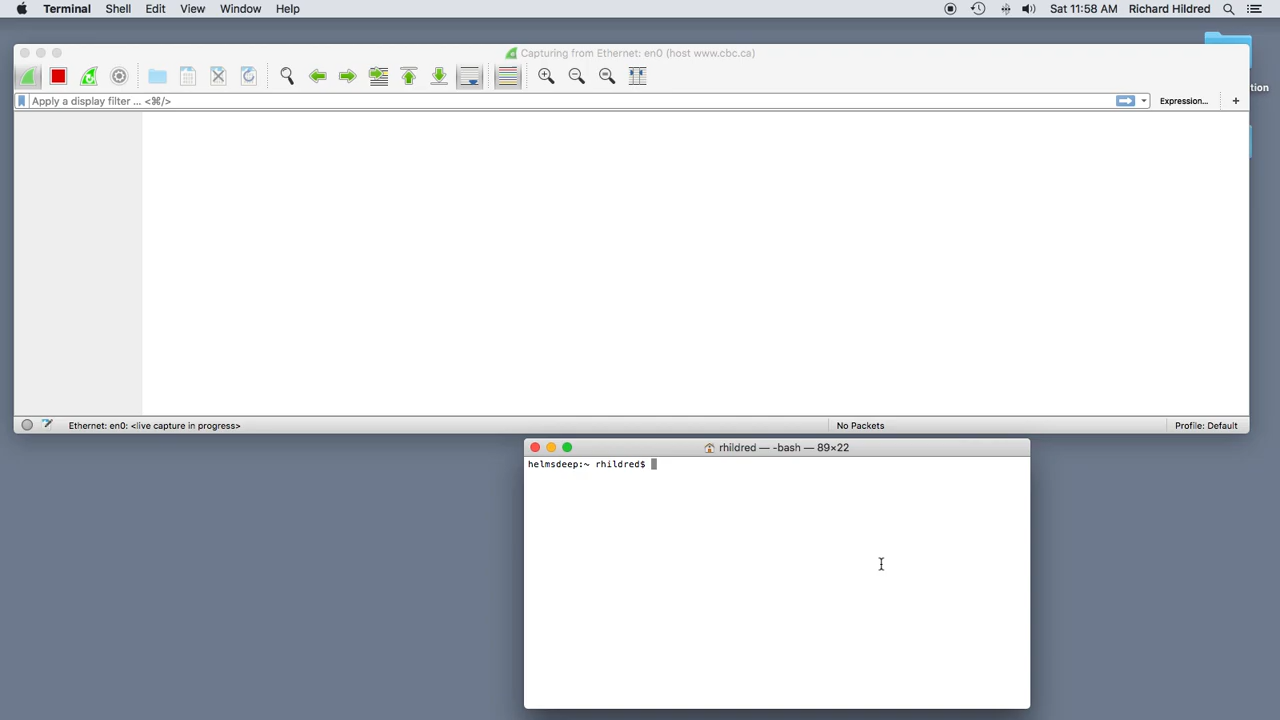 Terminal Shell Edit View Window Help Sat 11:58 AM Richard Hildred
Capturing from Ethernet: en0 (host www.cbc.ca)
Apply a display filter ... <⌘/> Expression... +
tion
Ethernet: en0: <live capture in progress> No Packets Profile: Default
rhildred — -bash — 89×22
helmsdeep:~ rhildred$